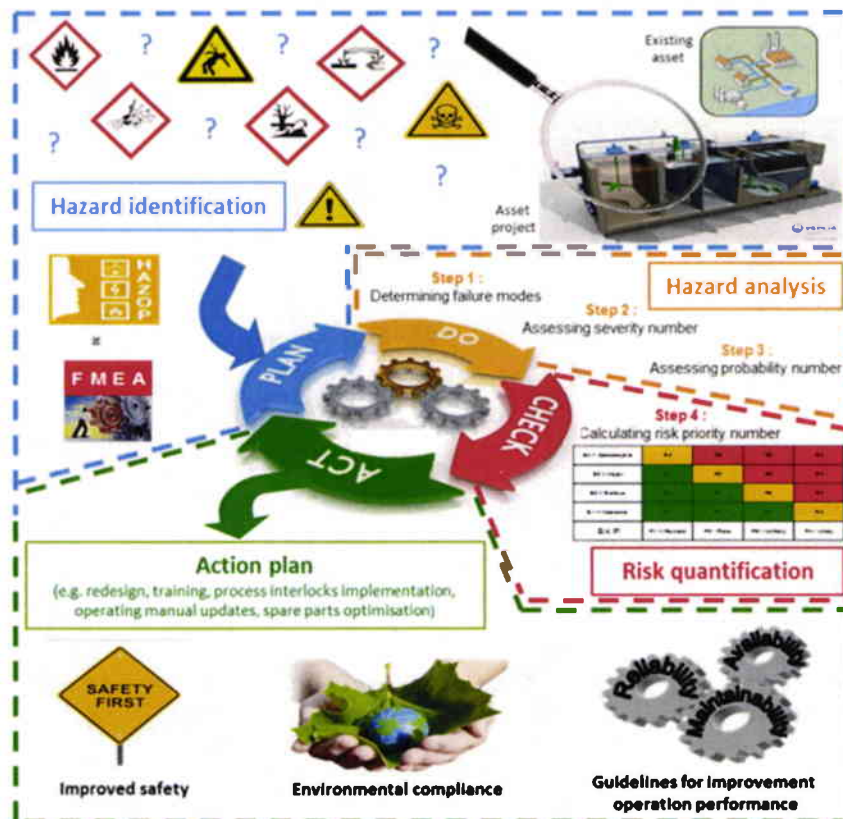 ?
?
?
?
?
?
?
Existing
asset
Asset
project
Hazard identification
HAZOP
FMEA
PLAN
DO
CHECK
ACT
Step 1 :
Determining failure modes
Hazard analysis
Step 2 :
Assessing severity number
Step 3 :
Assessing probability number
Step 4 :
Calculating risk priority number
Risk quantification
Action plan
(e.g. redesign, training, process interlocks implementation,
operating manual updates, spare parts optimisation)
SAFETY
FIRST
Improved safety
Environmental compliance
Reliability
Availability
Maintainability
Guidelines for improvement
operation performance